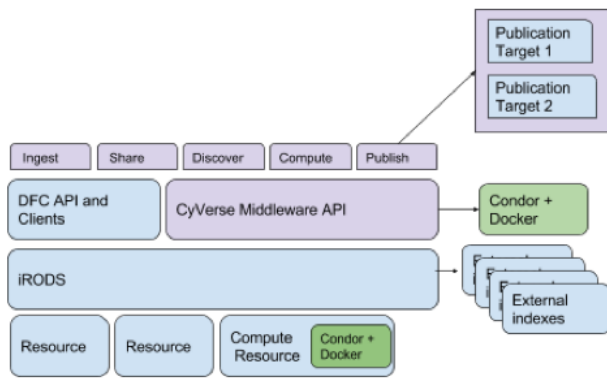 Publication
Target 1
Publication
Target 2
Ingest
Share
Discover
Compute
Publish
DFC API and
Clients
CyVerse Middleware API
Condor +
Docker
iRODS
External
indexes
Resource
Resource
Compute
Resource
Condor +
Docker